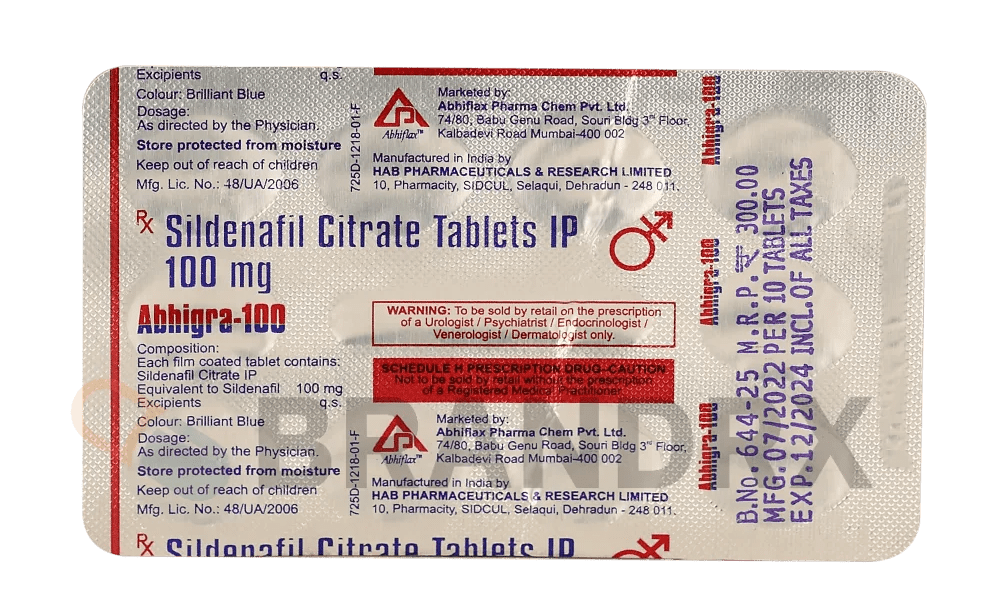 Excipients q.s.
Colour: Brilliant Blue
Dosage:
As directed by the Physician.
Store protected from moisture
Keep out of reach of children
Mfg. Lic. No.: 48/UA/2006
725D-1218-01-F
Abhiflax™
Marketed by:
Abhiflax Pharma Chem Pvt. Ltd.
74/80, Babu Genu Road, Souri Bldg 3rd Floor,
Kalbadevi Road Mumbai-400 002
Manufactured in India by
HAB PHARMACEUTICALS & RESEARCH LIMITED
10, Pharmacity, SIDCUL, Selaqui, Dehradun - 248 011.
Rx Sildenafil Citrate Tablets IP
100 mg
Abhigra-100
Composition:
Each film coated tablet contains:
Sildenafil Citrate IP
Equivalent to Sildenafil 100 mg
Excipients q.s.
Colour: Brilliant Blue
Dosage:
As directed by the Physician.
Store protected from moisture
Keep out of reach of children
Mfg. Lic. No.: 48/UA/2006
WARNING: To be sold by retail on the prescription
of a Urologist / Psychiatrist / Endocrinologist /
Venerologist / Dermatologist only.
SCHEDULE H PRESCRIPTION DRUG-CAUTION
Not to be sold by retail without the prescription
of a Registered Medical Practitioner.
725D-1218-01-F
Abhiflax™
Marketed by:
Abhiflax Pharma Chem Pvt. Ltd.
74/80, Babu Genu Road, Souri Bldg 3rd Floor,
Kalbadevi Road Mumbai-400 002
Manufactured in India by
HAB PHARMACEUTICALS & RESEARCH LIMITED
10, Pharmacity, SIDCUL, Selaqui, Dehradun - 248 011.
Rx Sildenafil Citrate Tablets IP
Abhigra-100
Abhigra-100
Abhigra-100
B.No. 644-25 M.R.P. रु 300.00
MFG.07/2022 PER 10 TABLETS
EXP.12/2024 INCL.OF ALL TAXES
BRANDRX